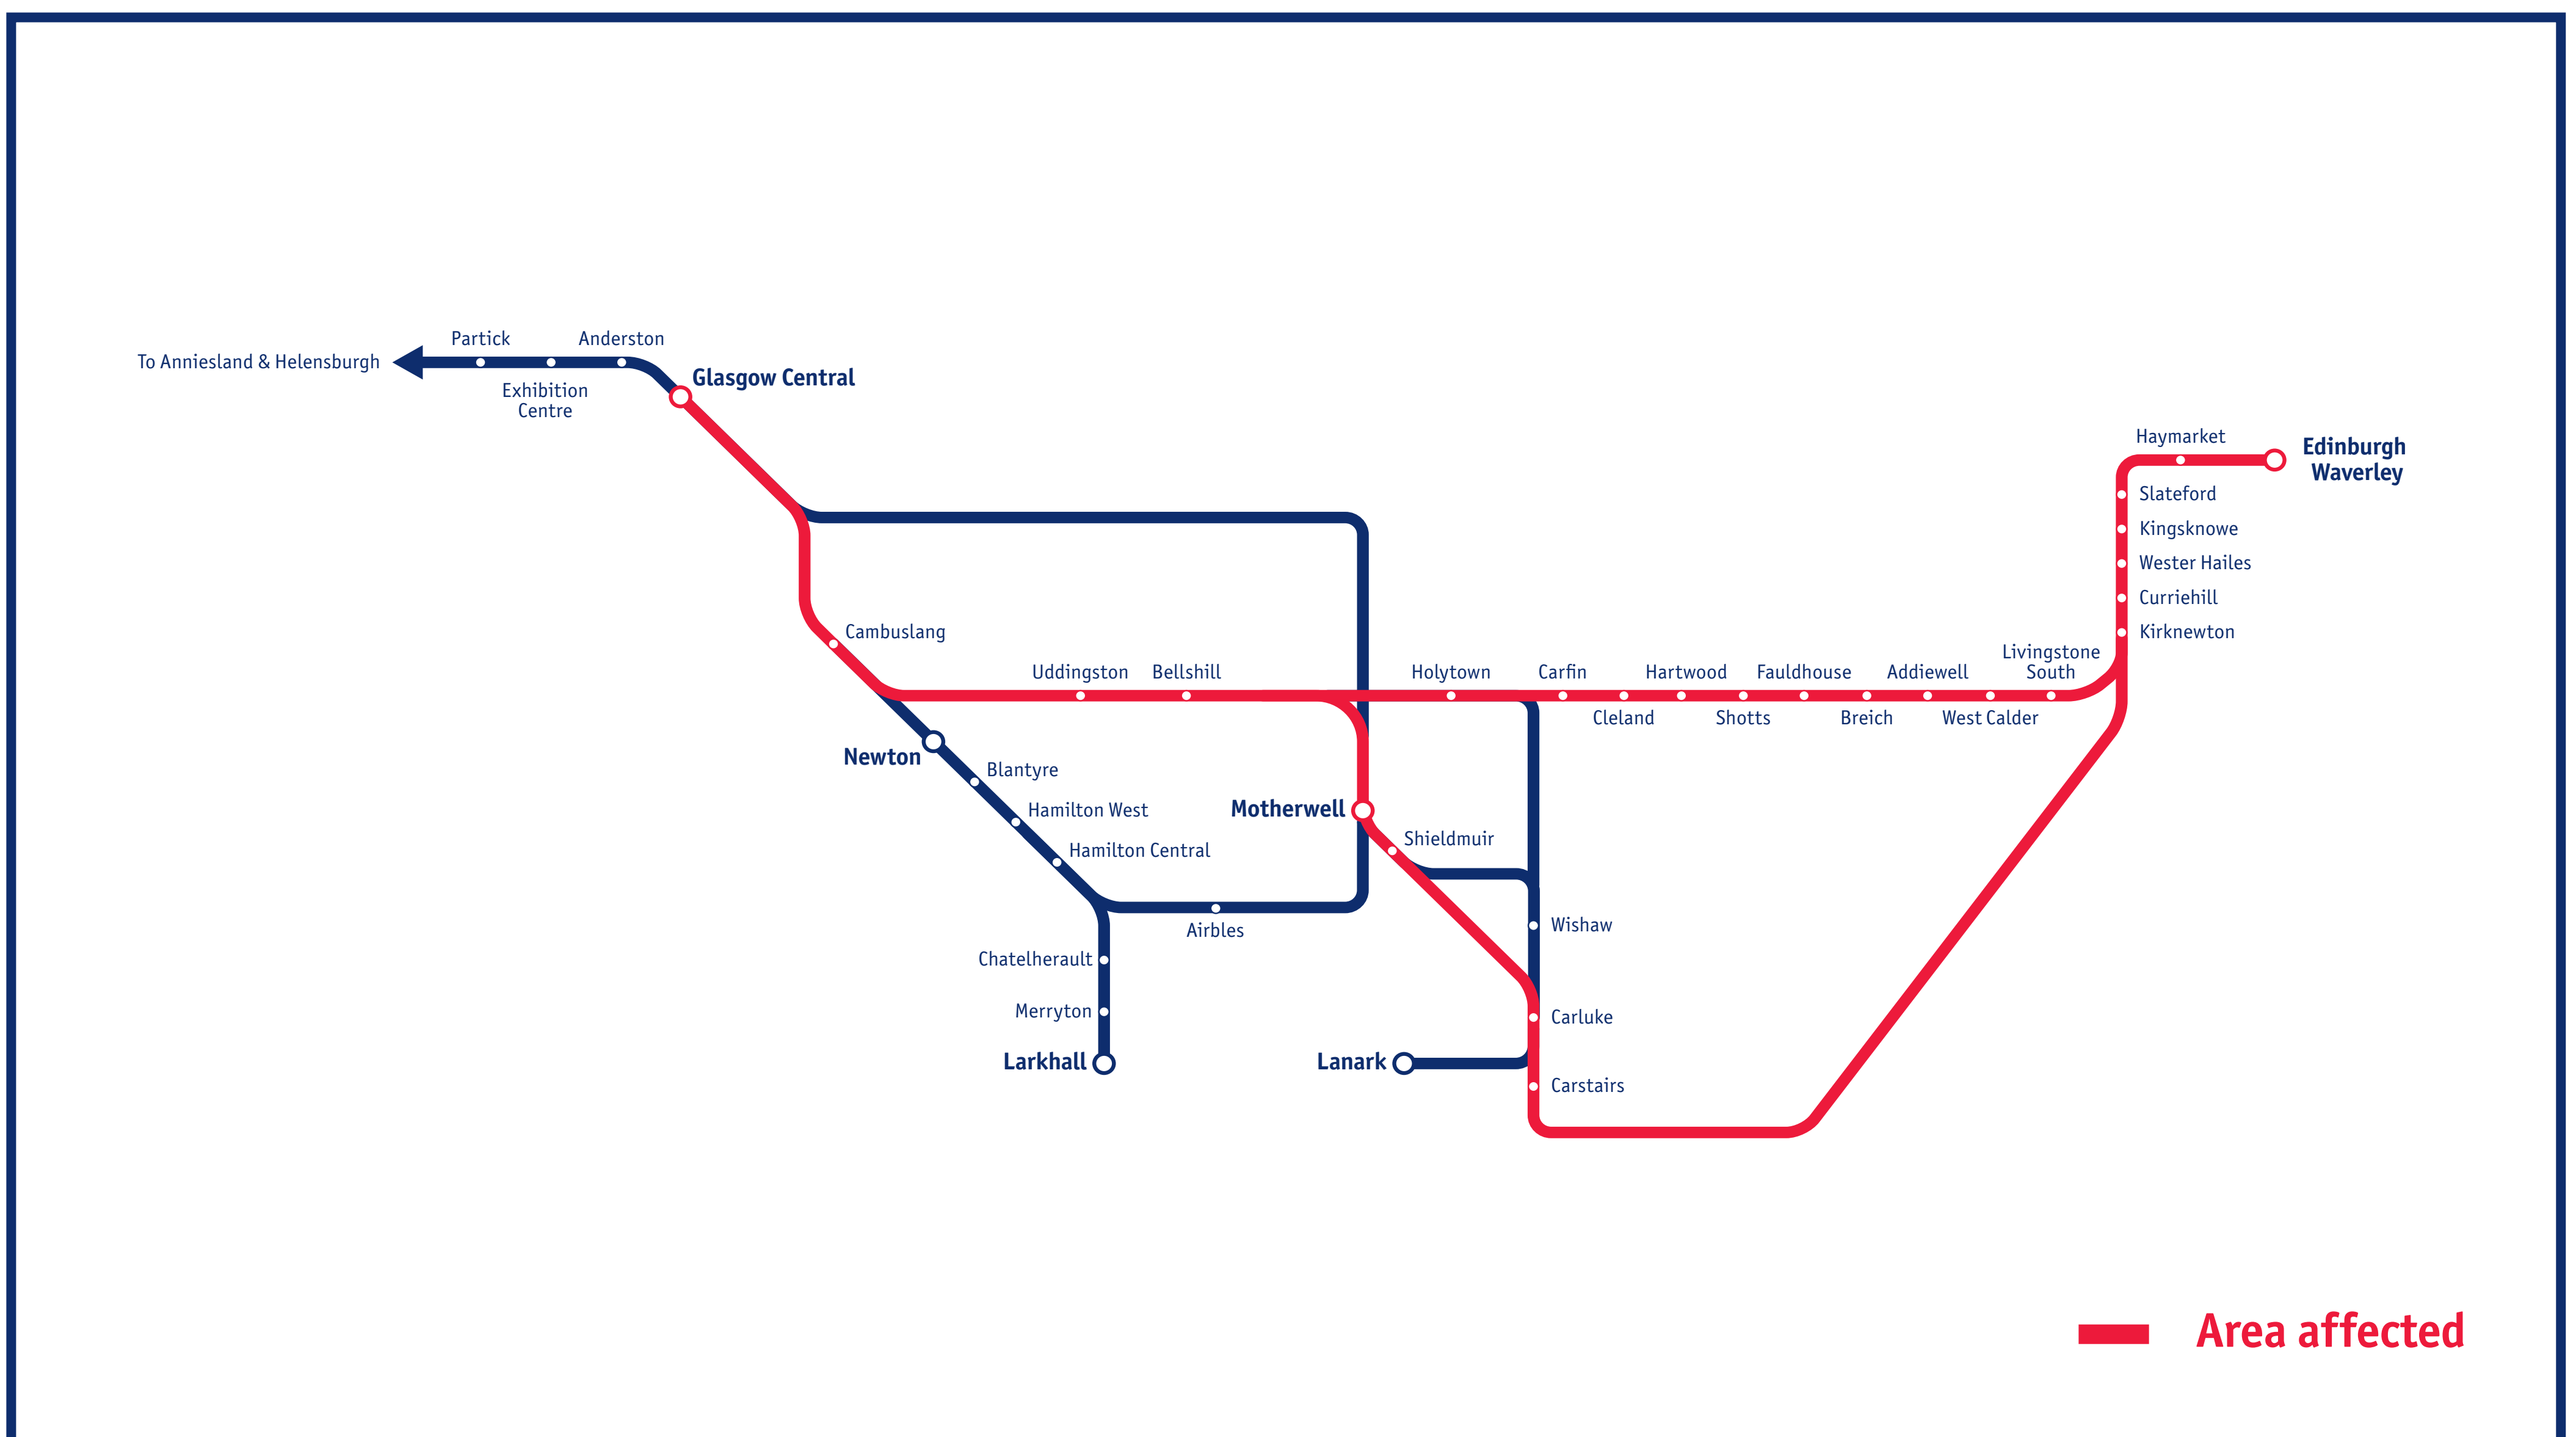 Partick
Anderston
To Anniesland & Helensburgh
Exhibition
Centre
Glasgow Central
Haymarket
Edinburgh
Waverley
Slateford
Kingsknowe
Wester Hailes
Curriehill
Kirknewton
Cambuslang
Uddingston
Bellshill
Holytown
Carfin
Hartwood
Fauldhouse
Addiewell
Livingstone
South
Cleland
Shotts
Breich
West Calder
Newton
Blantyre
Hamilton West
Hamilton Central
Motherwell
Shieldmuir
Airbles
Wishaw
Chatelherault
Merryton
Larkhall
Carluke
Lanark
Carstairs
Area affected